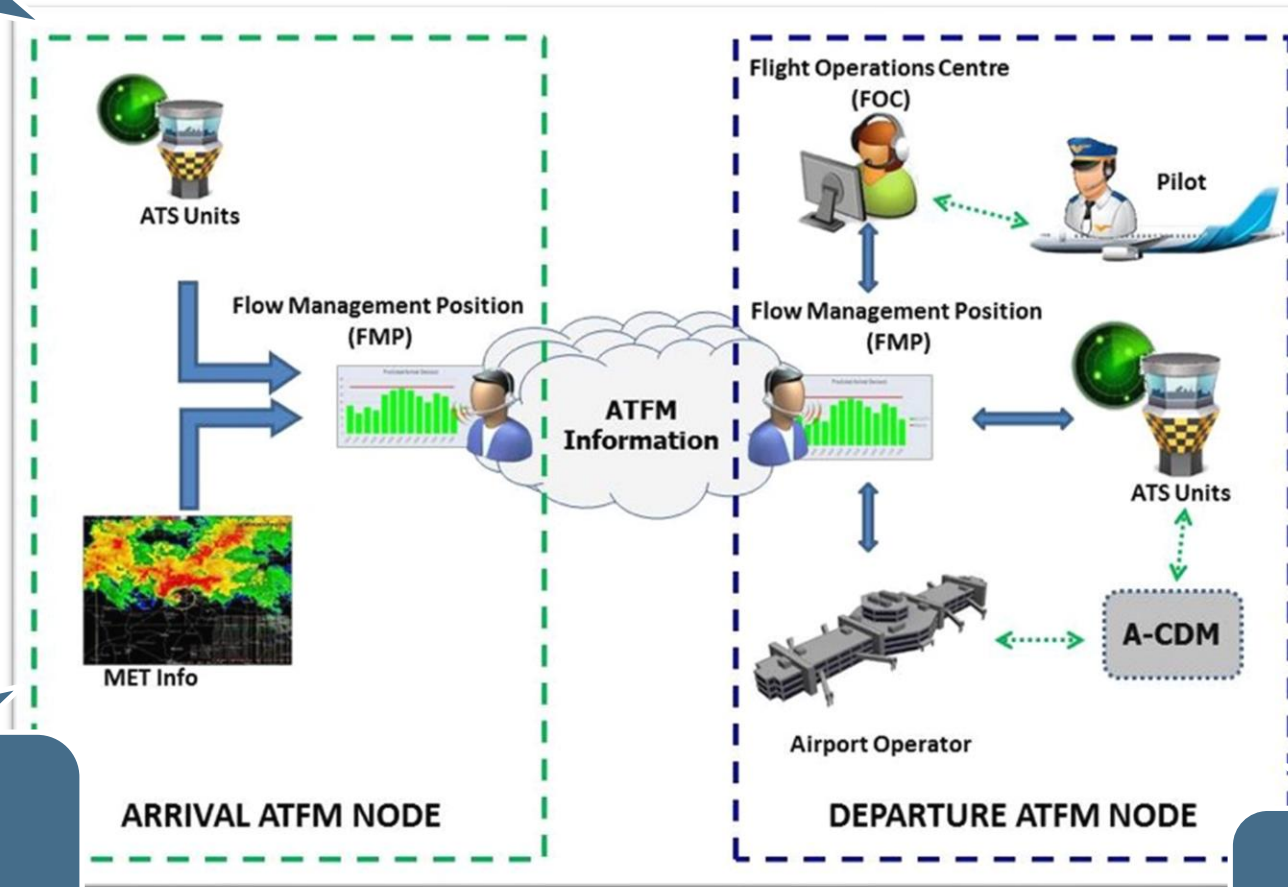 ATS Units
Flow Management Position
(FMP)
MET Info
ARRIVAL ATFM NODE
ATFM
Information
Flight Operations Centre
(FOC)
Pilot
Flow Management Position
(FMP)
ATS Units
A-CDM
Airport Operator
DEPARTURE ATFM NODE